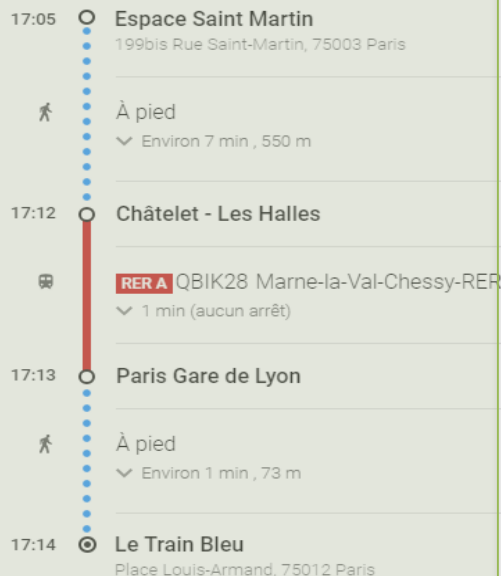 17:05 Espace Saint Martin
199bis Rue Saint-Martin, 75003 Paris
À pied
Environ 7 min , 550 m
17:12 Châtelet - Les Halles
RER A QBIK28 Marne-la-Val-Chessy-RER
1 min (aucun arrêt)
17:13 Paris Gare de Lyon
À pied
Environ 1 min , 73 m
17:14 Le Train Bleu
Place Louis-Armand, 75012 Paris